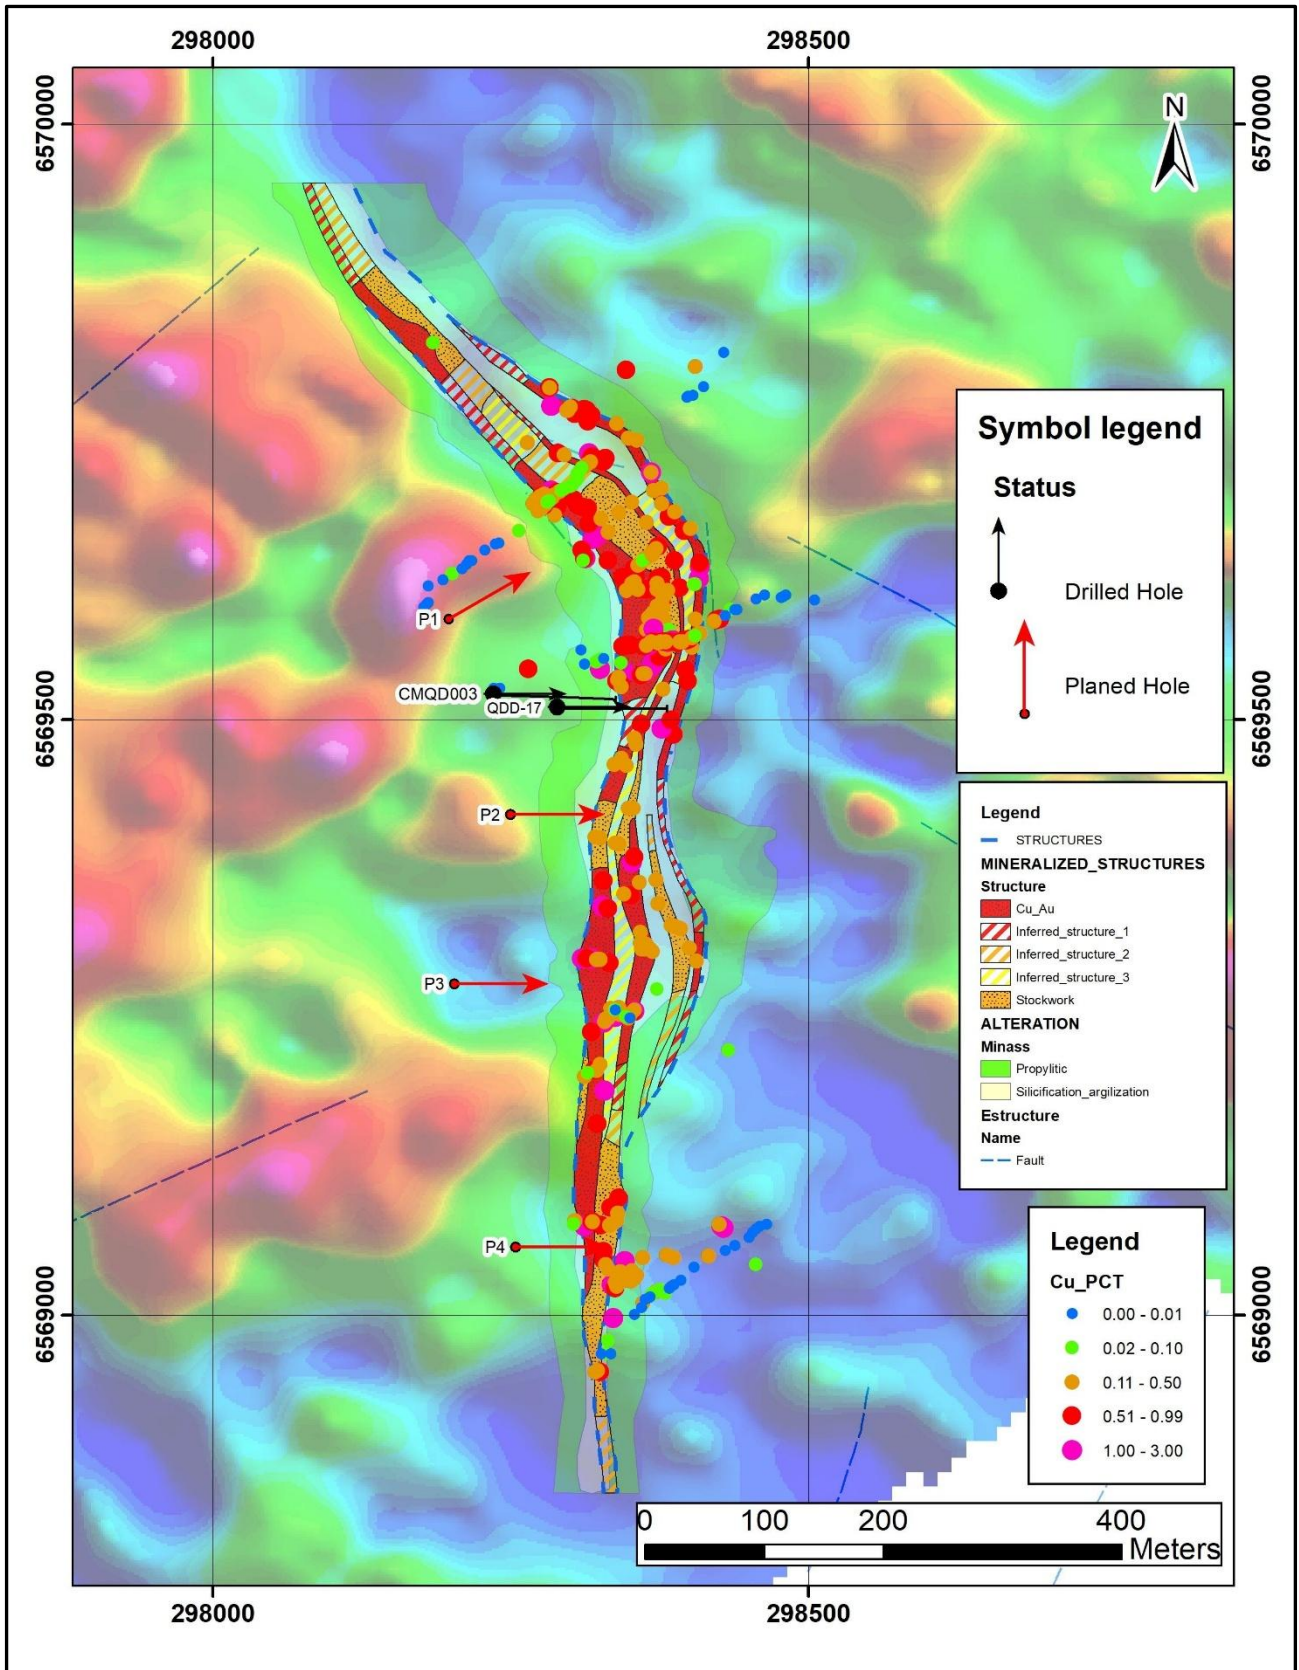 298000
298500
6570000
6570000
N
Symbol legend
Status
Drilled Hole
Planed Hole
P1
CMQD003
QDD-17
6569500
6569500
P2
P3
P4
Legend
STRUCTURES
MINERALIZED_STRUCTURES
Structure
Cu_Au
Inferred_structure_1
Inferred_structure_2
Inferred_structure_3
Stockwork
ALTERATION
Minass
Propylitic
Silicification_argilization
Estructure
Name
Fault
Legend
Cu_PCT
0.00 - 0.01
0.02 - 0.10
0.11 - 0.50
0.51 - 0.99
1.00 - 3.00
6569000
6569000
0 100 200 400
Meters
298000
298500